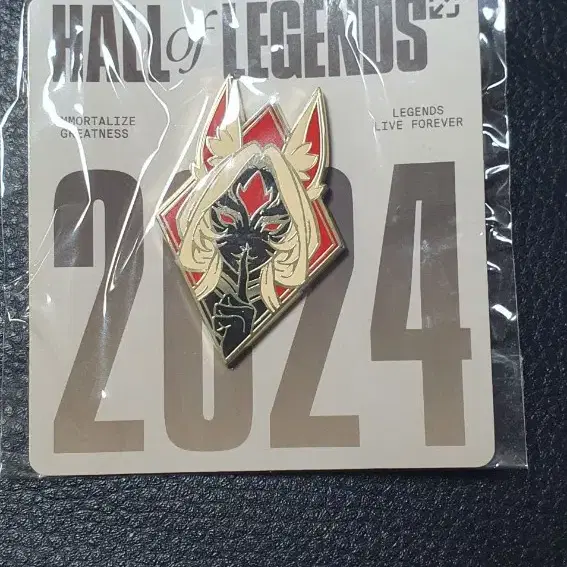 HALL of LEGENDS
IMMORTALIZE
GREATNESS
LEGENDS
LIVE FOREVER
2024